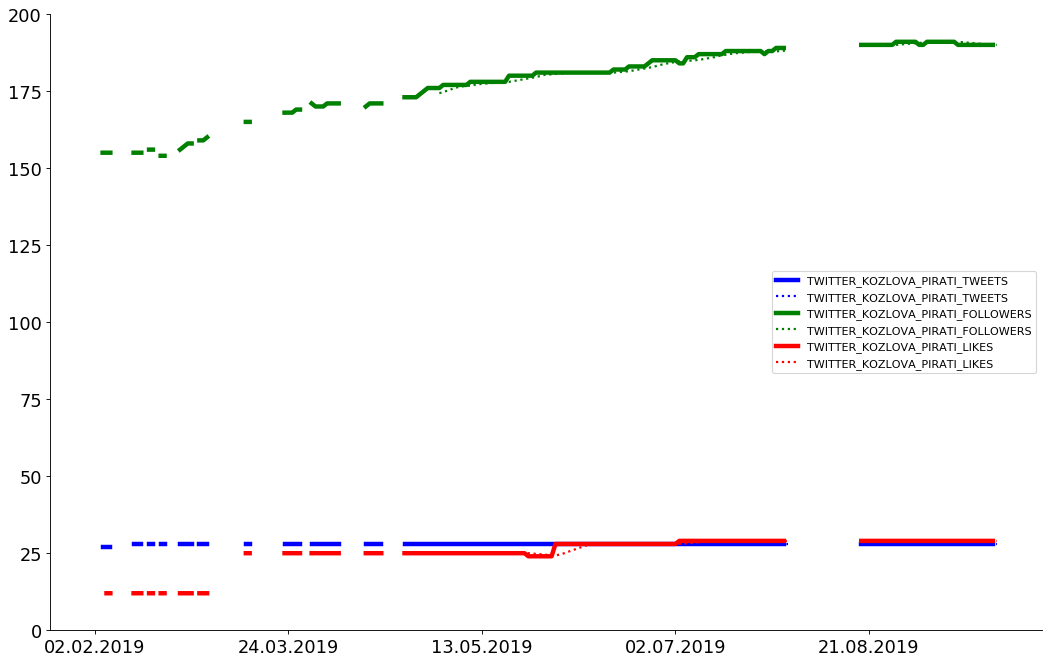 200
175
150
125
100
75
50
25
0
TWITTER_KOZLOVA_PIRATI_TWEETS
TWITTER_KOZLOVA_PIRATI_TWEETS
TWITTER_KOZLOVA_PIRATI_FOLLOWERS
TWITTER_KOZLOVA_PIRATI_FOLLOWERS
TWITTER_KOZLOVA_PIRATI_LIKES
TWITTER_KOZLOVA_PIRATI_LIKES
02.02.2019 24.03.2019 13.05.2019 02.07.2019 21.08.2019